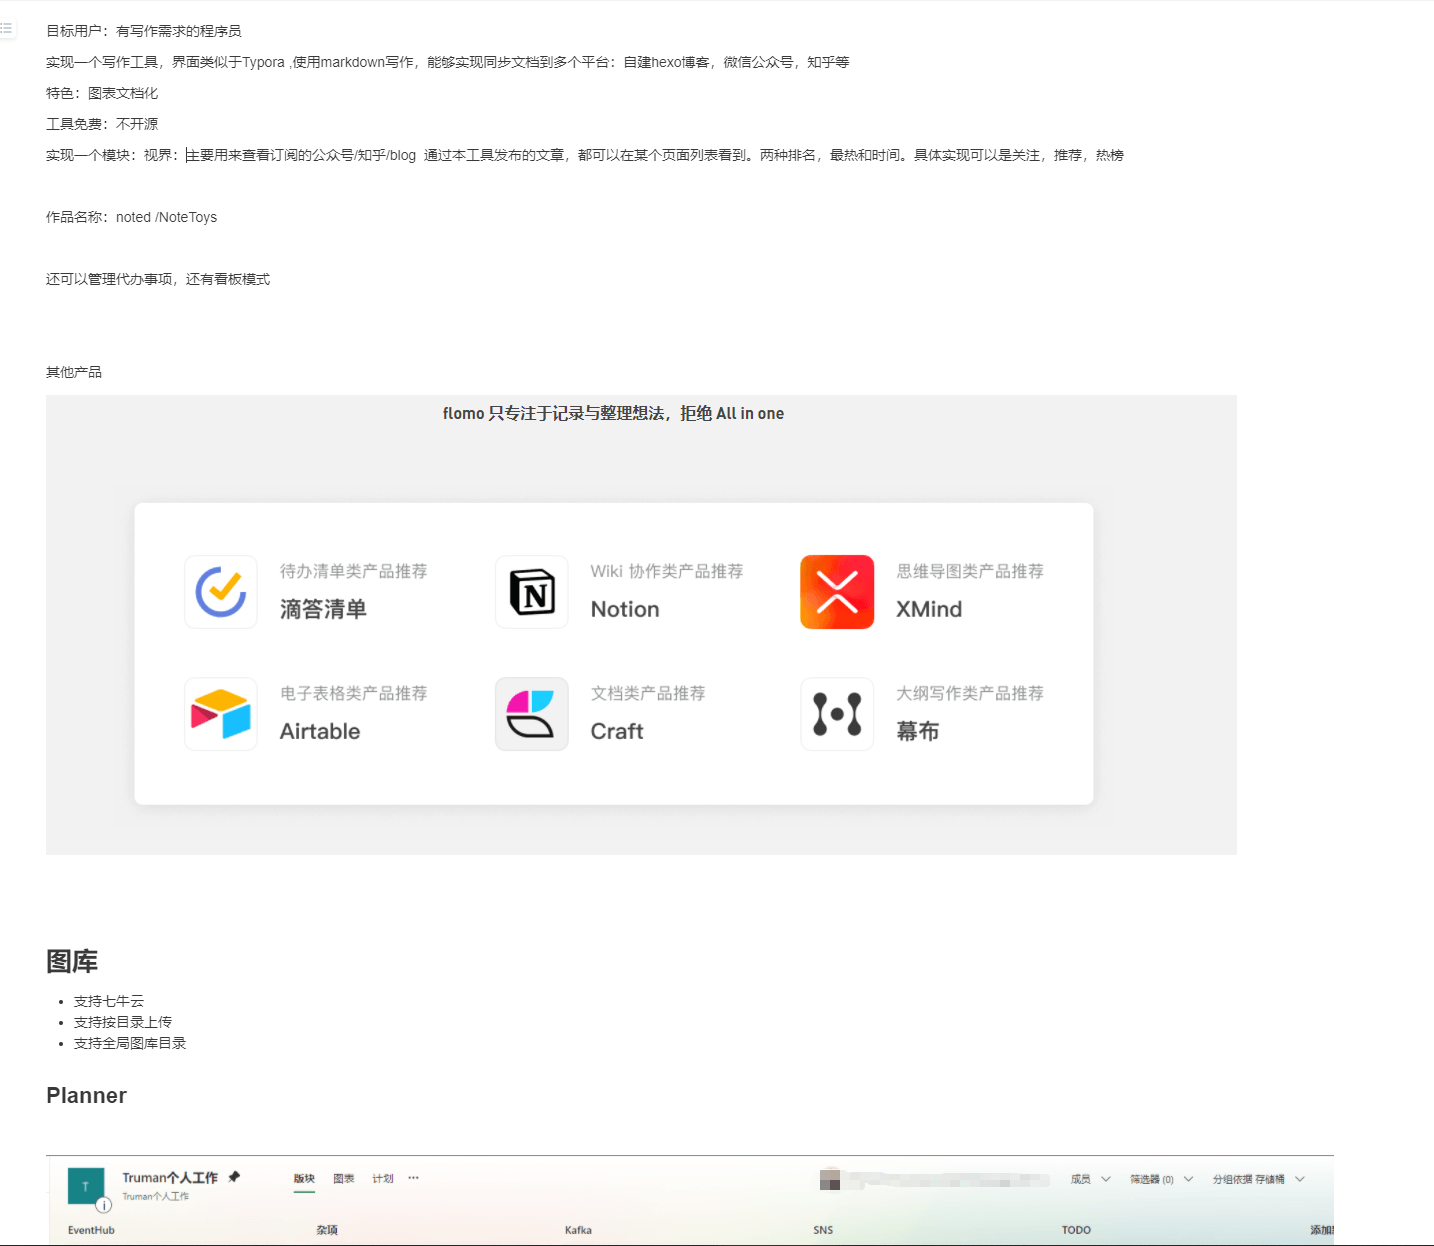 目标用户：有写作需求的程序员
实现一个写作工具，界面类似于Typora ,使用markdown写作，能够实现同步文档到多个平台：自建hexo博客，微信公众号，知乎等
特色：图表文档化
工具免费：不开源
实现一个模块：视界：主要用来查看订阅的公众号/知乎/blog  通过本工具发布的文章，都可以在某个页面列表看到。两种排名，最热和时间。具体实现可以是关注，推荐，热榜
作品名称：noted /NoteToys
还可以管理代办事项，还有看板模式
其他产品
flomo 只专注于记录与整理想法，拒绝 All in one
待办清单类产品推荐
滴答清单
Wiki 协作类产品推荐
Notion
思维导图类产品推荐
XMind
电子表格类产品推荐
Airtable
文档类产品推荐
Craft
大纲写作类产品推荐
幕布
图库
支持七牛云
支持按目录上传
支持全局图库目录
Planner
T
Truman个人工作
Truman个人工作
版块 图表 计划 ···
成员 筛选器 (0) 分组依据 存储桶
EventHub 杂项 Kafka SNS TODO 添加